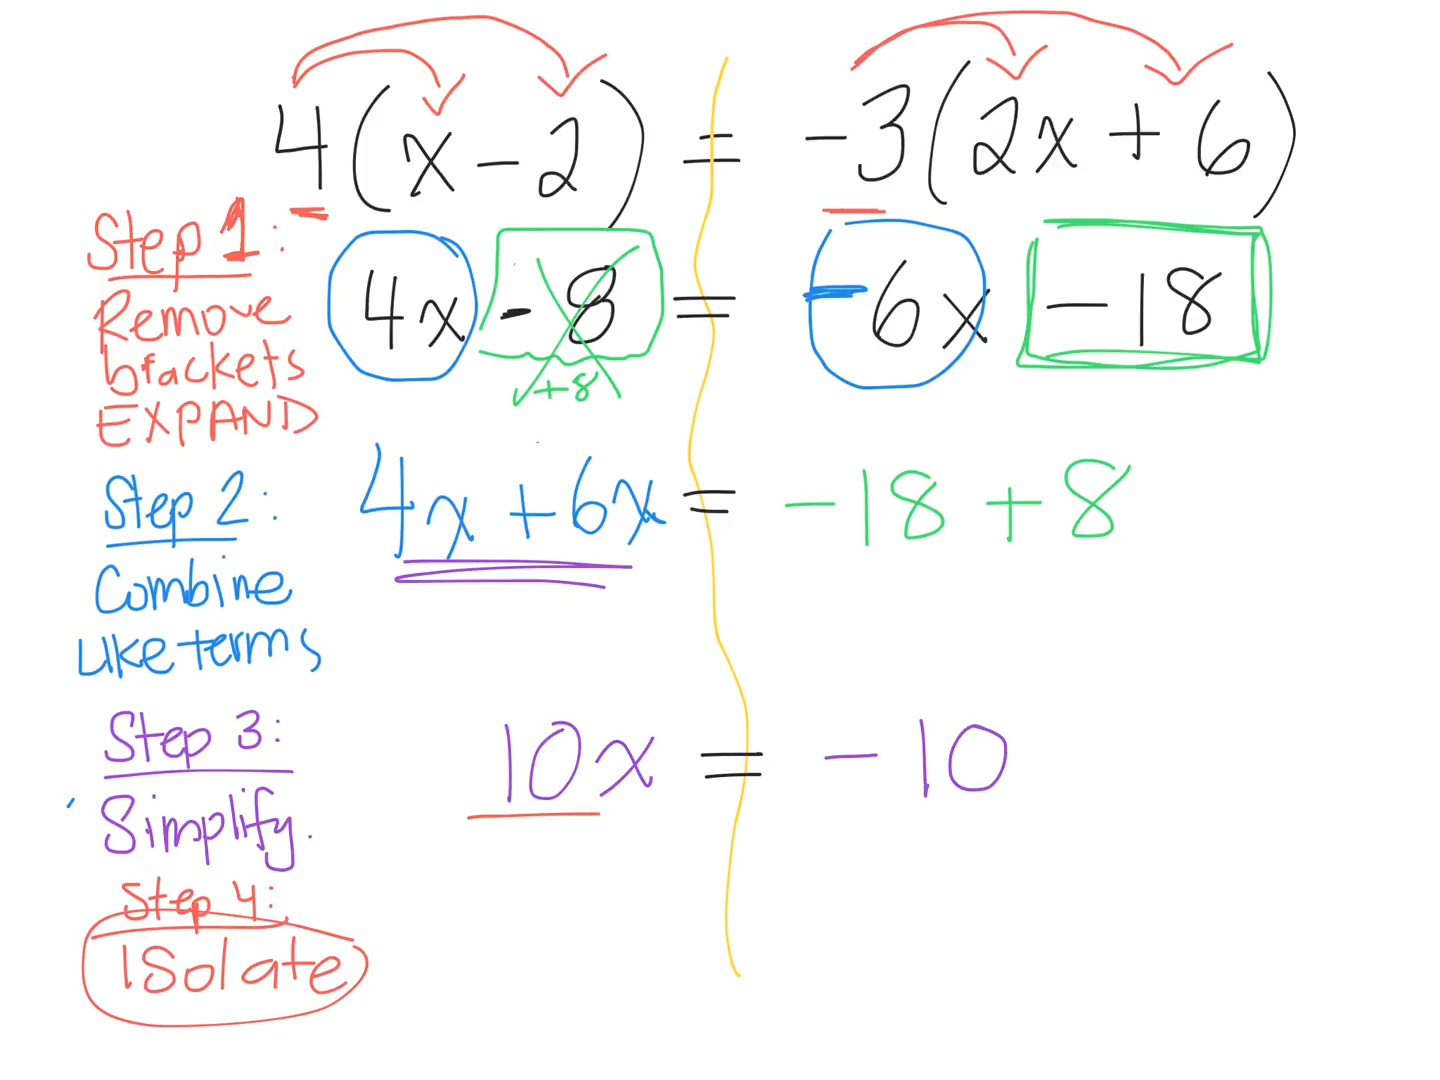 4(x - 2) = -3(2x + 6)
Step 1:
Remove
brackets
EXPAND
4x - 8 = -6x - 18
+8
Step 2:
Combine
Like terms
4x + 6x = -18 + 8
Step 3:
Simplify.
10x = -10
Step 4:
ISolate